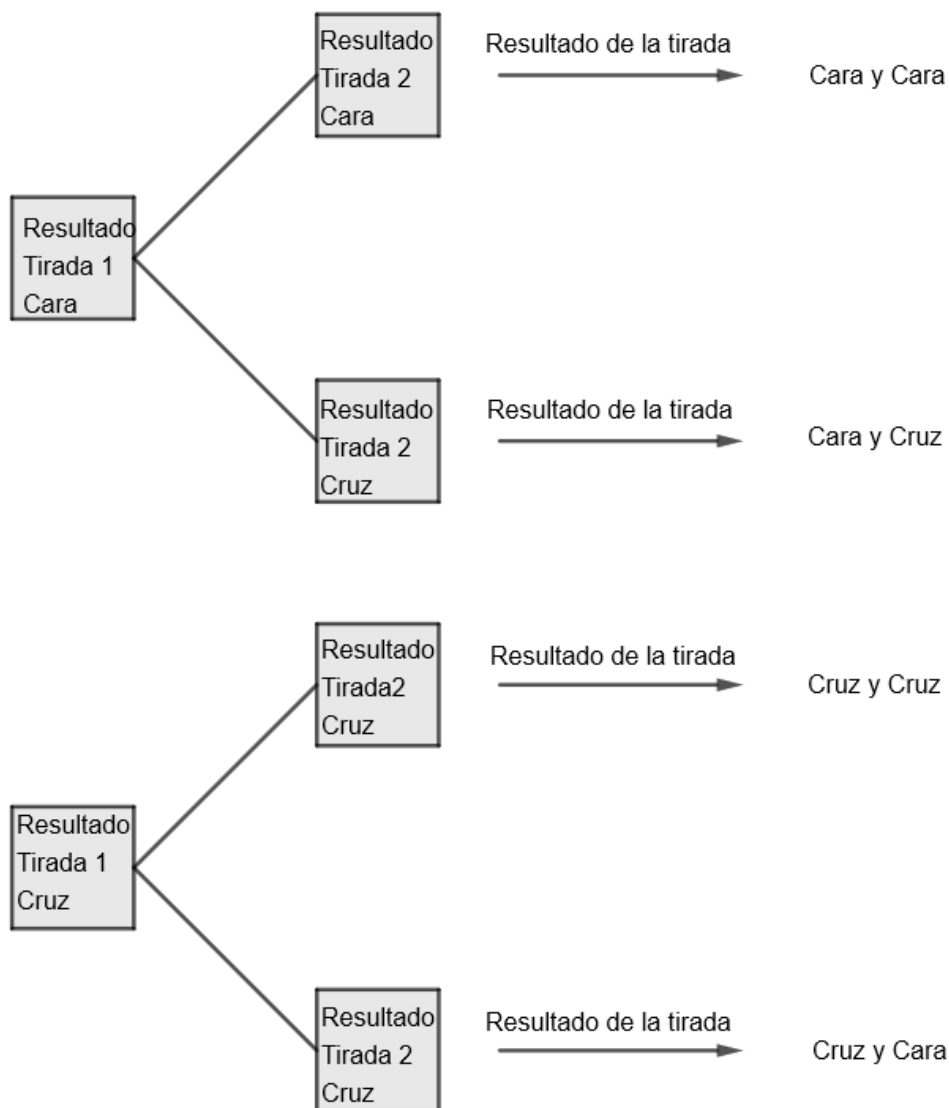 Resultado
Tirada 2
Cara
Resultado de la tirada
Cara y Cara
Resultado
Tirada 1
Cara
Resultado
Tirada 2
Cruz
Resultado de la tirada
Cara y Cruz
Resultado
Tirada2
Cruz
Resultado de la tirada
Cruz y Cruz
Resultado
Tirada 1
Cruz
Resultado
Tirada 2
Cruz
Resultado de la tirada
Cruz y Cara